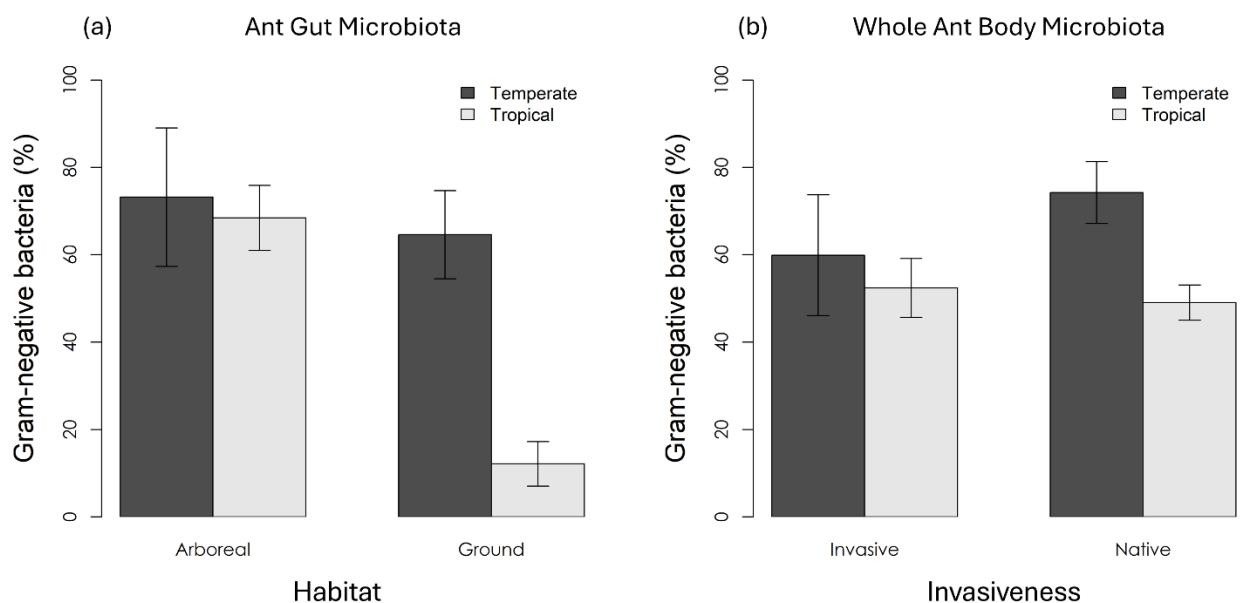 (a) Ant Gut Microbiota
Gram-negative bacteria (%)
100
80
60
40
20
0
Temperate
Tropical
Arboreal Ground
Habitat
(b) Whole Ant Body Microbiota
Gram-negative bacteria (%)
100
80
60
40
20
0
Temperate
Tropical
Invasive Native
Invasiveness